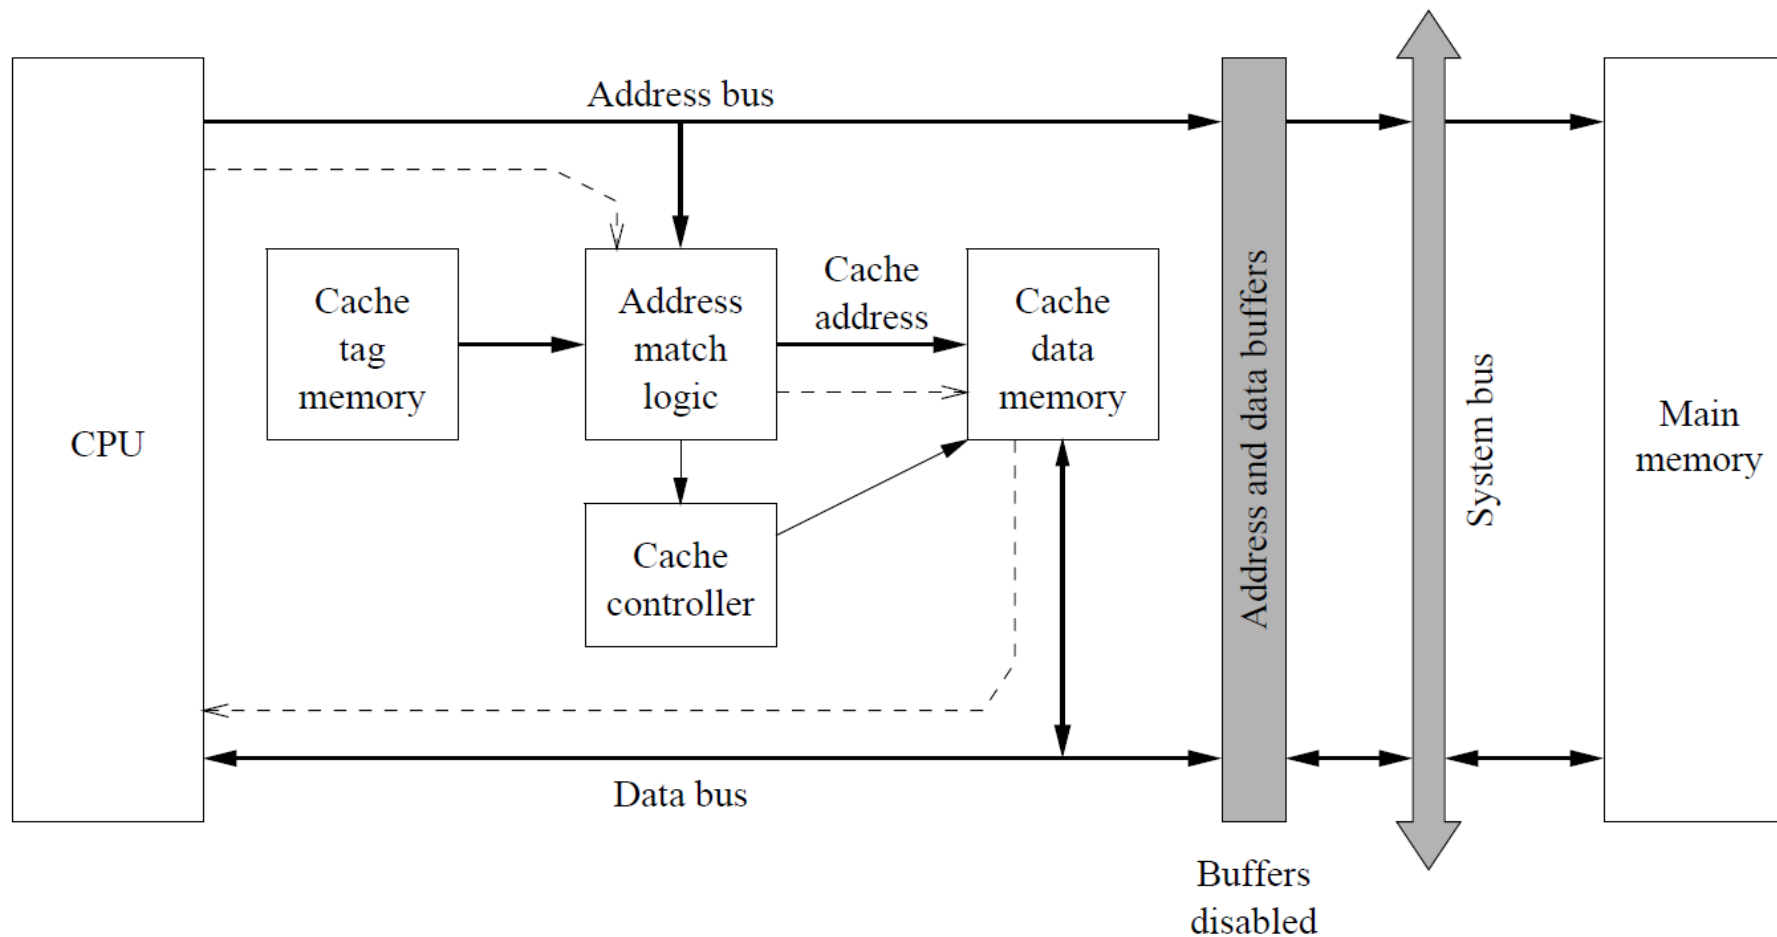 Address bus
Cache
tag
memory
Address
match
logic
Cache
address
Cache
data
memory
CPU
Cache
controller
Data bus
Address and data buffers
System bus
Main
memory
Buffers
disabled